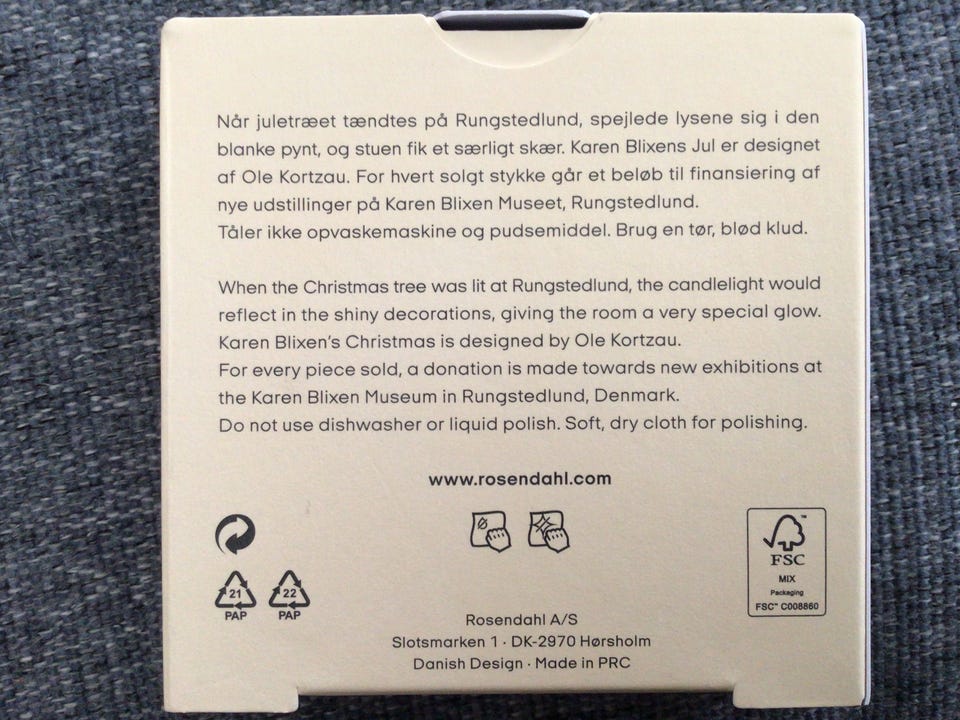 Når juletræet tændtes på Rungstedlund, spejlede lysene sig i den
blanke pynt, og stuen fik et særligt skær. Karen Blixens Jul er designet
af Ole Kortzau. For hvert solgt stykke går et beløb til finansiering af
nye udstillinger på Karen Blixen Museet, Rungstedlund.
Tåler ikke opvaskemaskine og pudsemiddel. Brug en tør, blød klud.
When the Christmas tree was lit at Rungstedlund, the candlelight would
reflect in the shiny decorations, giving the room a very special glow.
Karen Blixen's Christmas is designed by Ole Kortzau.
For every piece sold, a donation is made towards new exhibitions at
the Karen Blixen Museum in Rungstedlund, Denmark.
Do not use dishwasher or liquid polish. Soft, dry cloth for polishing.
www.rosendahl.com
21
PAP
22
PAP
™
FSC
MIX
Packaging
FSC™ C008860
Rosendahl A/S
Slotsmarken 1 · DK-2970 Hørsholm
Danish Design · Made in PRC